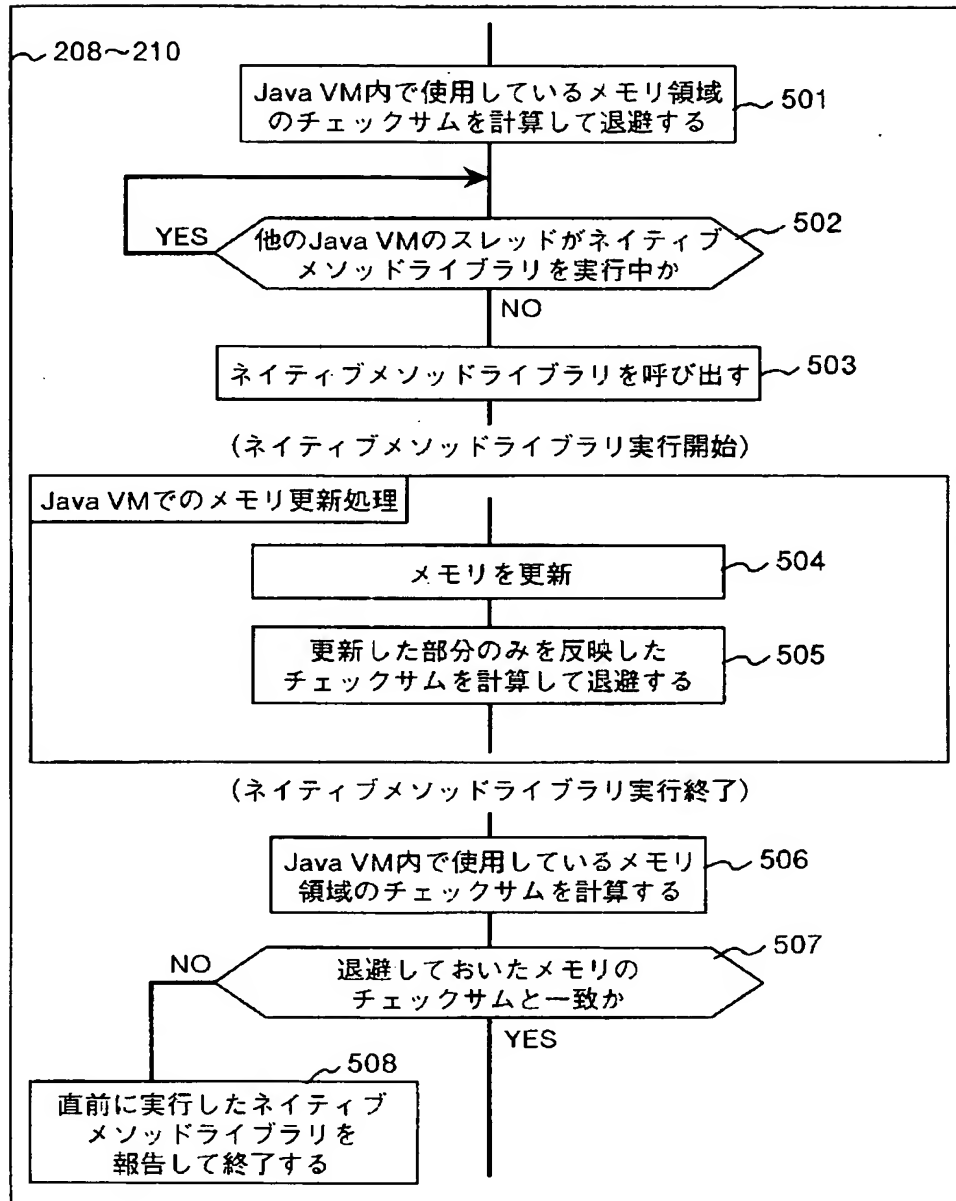 208～210
Java VM内で使用しているメモリ領域
のチェックサムを計算して退避する
501
YES
他のJava VMのスレッドがネイティブ
メソッドライブラリを実行中か
502
NO
ネイティブメソッドライブラリを呼び出す
503
(ネイティブメソッドライブラリ実行開始)
Java VMでのメモリ更新処理
メモリを更新
504
更新した部分のみを反映した
チェックサムを計算して退避する
505
(ネイティブメソッドライブラリ実行終了)
Java VM内で使用しているメモリ
領域のチェックサムを計算する
506
NO
退避しておいたメモリの
チェックサムと一致か
507
YES
508
直前に実行したネイティブ
メソッドライブラリを
報告して終了する